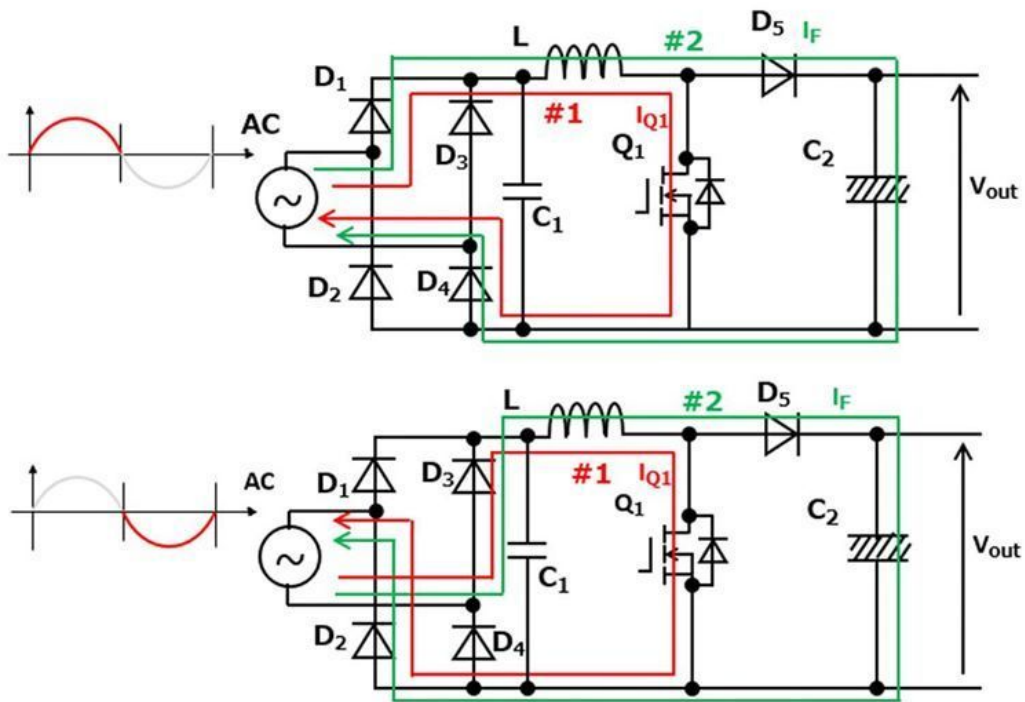 D5
IF
L
#2
D1
#1
IQ1
AC
D3
Q1
C2
C1
Vout
D2
D4
D5
IF
L
#2
D1
D3
#1
IQ1
AC
Q1
C2
C1
Vout
D2
D4